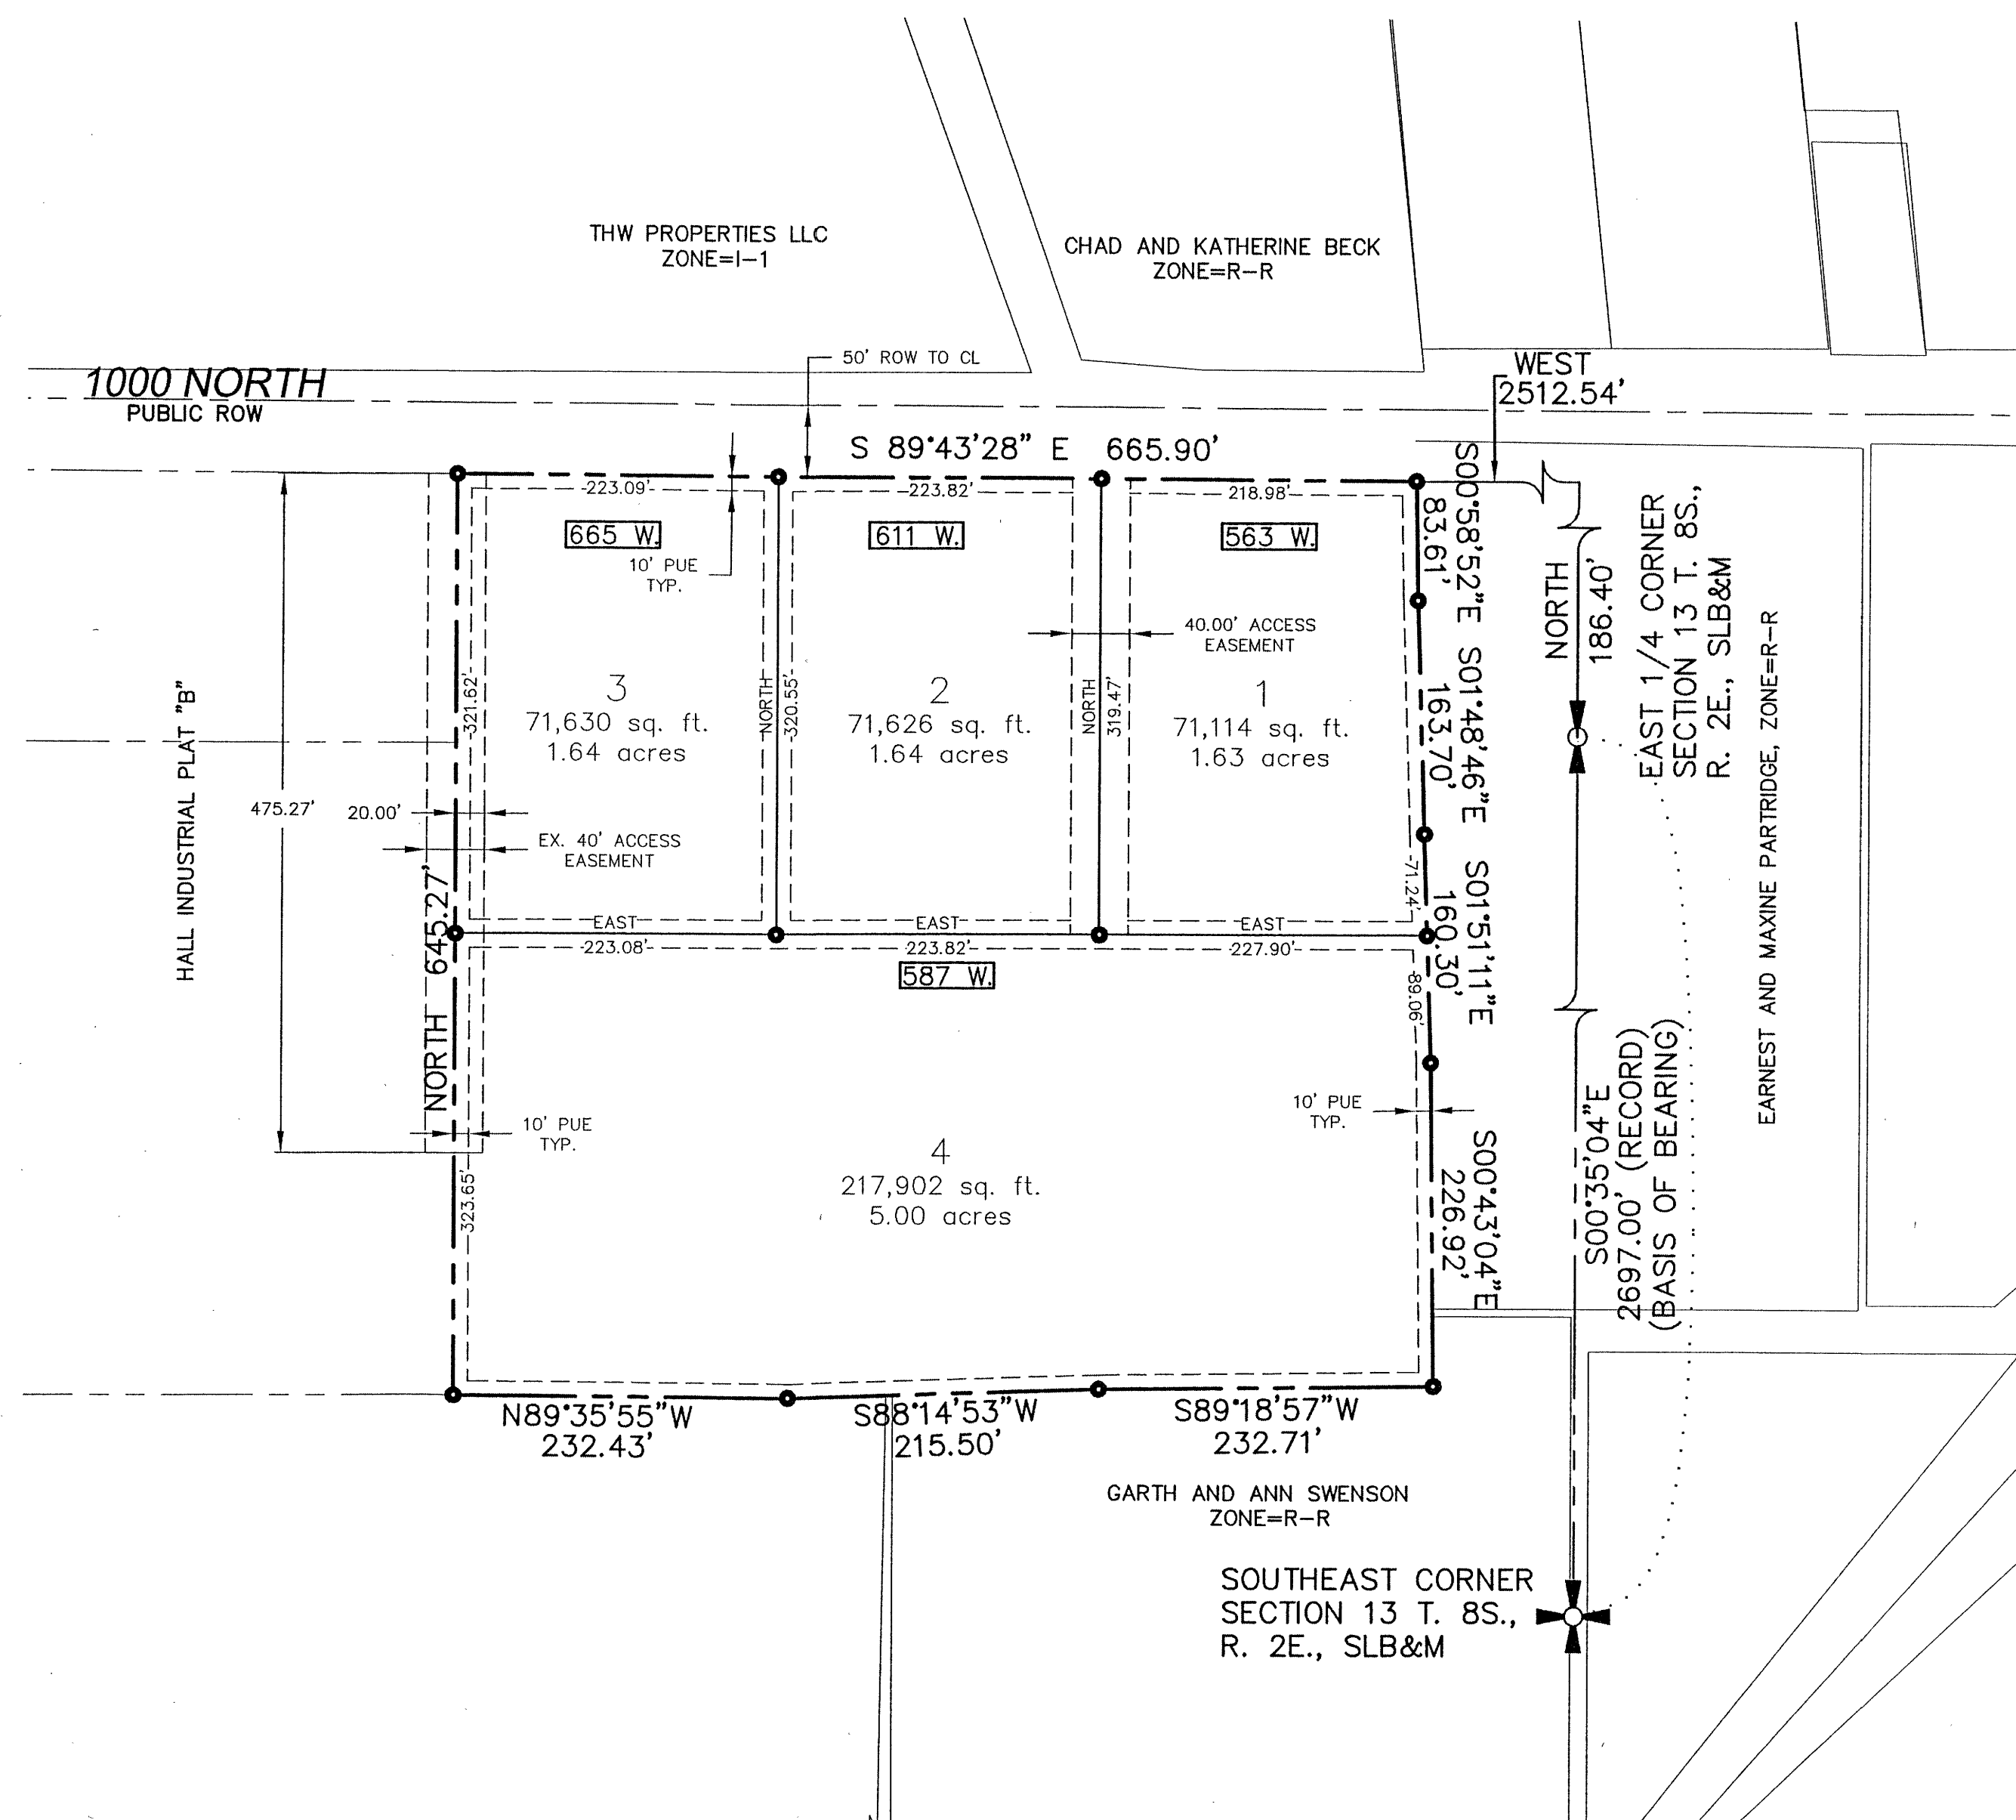 THW PROPERTIES LLC
ZONE=I-1
CHAD AND KATHERINE BECK
ZONE=R-R
50' ROW TO CL
1000 NORTH
PUBLIC ROW
WEST
2512.54'
S 89°43'28" E 665.90'
223.09'
223.82'
218.98'
665 W.
611 W.
563 W.
10' PUE
TYP.
40.00' ACCESS
EASEMENT
S00°58'52"E
83.61'
S01°48'46"E
163.70'
S01°51'11"E
160.30'
S00°43'04"E
226.92'
NORTH
186.40'
EAST 1/4 CORNER
SECTION 13 T. 8S.,
R. 2E., SLB&M
EARNEST AND MAXINE PARTRIDGE, ZONE=R-R
HALL INDUSTRIAL PLAT "B"
475.27'
20.00'
EX. 40' ACCESS
EASEMENT
NORTH 645.27'
321.62'
3
71,630 sq. ft.
1.64 acres
NORTH
320.55'
2
71,626 sq. ft.
1.64 acres
NORTH
319.47'
1
71,114 sq. ft.
1.63 acres
71.24'
EAST
223.08'
EAST
223.82'
EAST
227.90'
587 W.
89.06'
10' PUE
TYP.
323.65'
4
217,902 sq. ft.
5.00 acres
10' PUE
TYP.
S00°35'04"E
2697.00' (RECORD)
(BASIS OF BEARING)
N89°35'55"W
232.43'
S88°14'53"W
215.50'
S89°18'57"W
232.71'
GARTH AND ANN SWENSON
ZONE=R-R
SOUTHEAST CORNER
SECTION 13 T. 8S.,
R. 2E., SLB&M